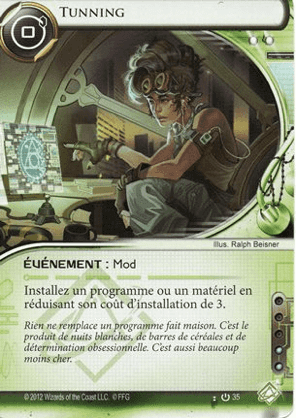 TUNNING
0
Illus. Ralph Beisner
ÉVÉNEMENT : Mod
Installez un programme ou un matériel en
réduisant son coût d'installation de 3.
Rien ne remplace un programme fait maison. C'est le
produit de nuits blanches, de barres de céréales et de
détermination obsessionnelle. C'est aussi beaucoup
moins cher.
© 2012 Wizards of the Coast LLC. © FFG
35